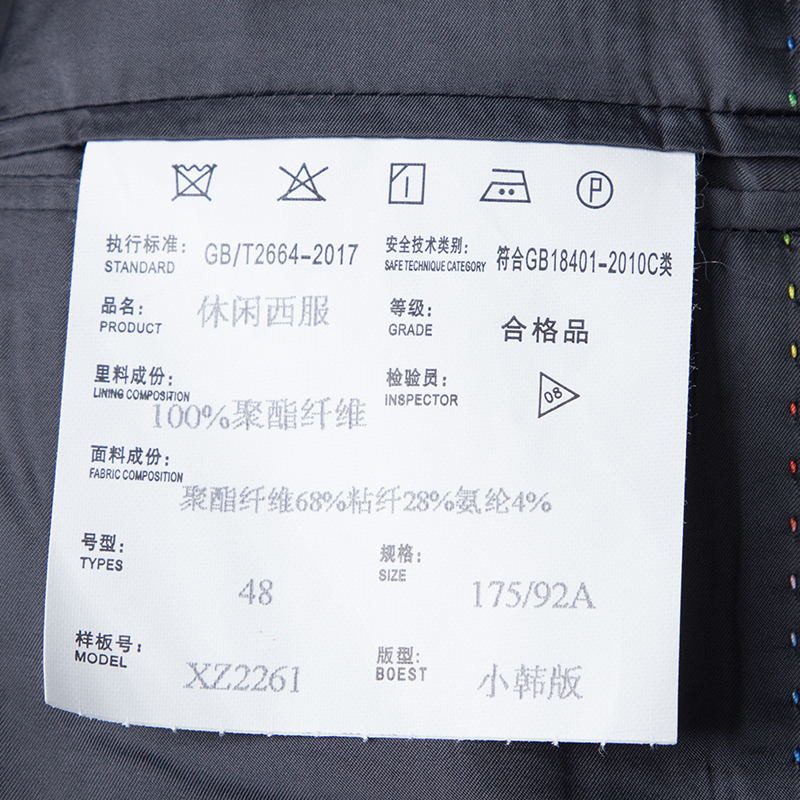 执行标准: GB/T2664-2017 安全技术类别: 符合GB18401-2010C类
STANDARD SAFE TECHNIQUE CATEGORY
品名: 休闲西服 等级: 合格品
PRODUCT GRADE
里料成份: 检验员: 08
LINING COMPOSITION INSPECTOR
100%聚酯纤维
面料成份:
FABRIC COMPOSITION
聚酯纤维68%粘纤28%氨纶4%
号型: 规格:
TYPES SIZE
48 175/92A
样板号: 版型:
MODEL BOEST
XZ2261 小韩版
P